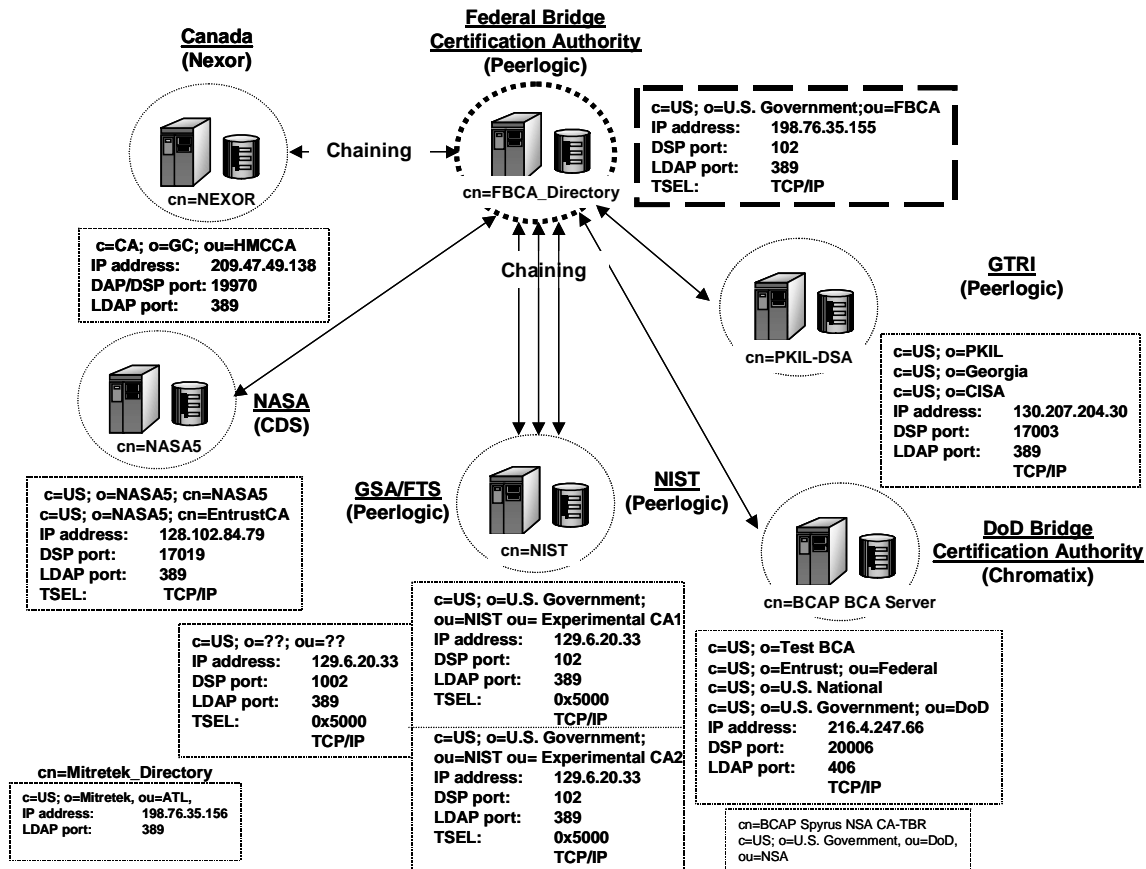 Canada
(Nexor)
Federal Bridge
Certification Authority
(Peerlogic)
cn=NEXOR
Chaining
cn=FBCA_Directory
c=US; o=U.S. Government;ou=FBCA
IP address: 198.76.35.155
DSP port: 102
LDAP port: 389
TSEL: TCP/IP
c=CA; o=GC; ou=HMCCA
IP address: 209.47.49.138
DAP/DSP port: 19970
LDAP port: 389
Chaining
GTRI
(Peerlogic)
cn=PKIL-DSA
c=US; o=PKIL
c=US; o=Georgia
c=US; o=CISA
IP address: 130.207.204.30
DSP port: 17003
LDAP port: 389
TCP/IP
NASA
(CDS)
cn=NASA5
c=US; o=NASA5; cn=NASA5
c=US; o=NASA5; cn=EntrustCA
IP address: 128.102.84.79
DSP port: 17019
LDAP port: 389
TSEL: TCP/IP
GSA/FTS
(Peerlogic)
NIST
(Peerlogic)
cn=NIST
DoD Bridge
Certification Authority
(Chromatix)
cn=BCAP BCA Server
c=US; o=??; ou=??
IP address: 129.6.20.33
DSP port: 1002
LDAP port: 389
TSEL: 0x5000
TCP/IP
c=US; o=U.S. Government;
ou=NIST ou= Experimental CA1
IP address: 129.6.20.33
DSP port: 102
LDAP port: 389
TSEL: 0x5000
TCP/IP
c=US; o=U.S. Government;
ou=NIST ou= Experimental CA2
IP address: 129.6.20.33
DSP port: 102
LDAP port: 389
TSEL: 0x5000
TCP/IP
c=US; o=Test BCA
c=US; o=Entrust; ou=Federal
c=US; o=U.S. National
c=US; o=U.S. Government; ou=DoD
IP address: 216.4.247.66
DSP port: 20006
LDAP port: 406
TCP/IP
cn=Mitretek_Directory
c=US; o=Mitretek, ou=ATL,
IP address: 198.76.35.156
LDAP port: 389
cn=BCAP Spyrus NSA CA-TBR
c=US; o=U.S. Government, ou=DoD,
ou=NSA